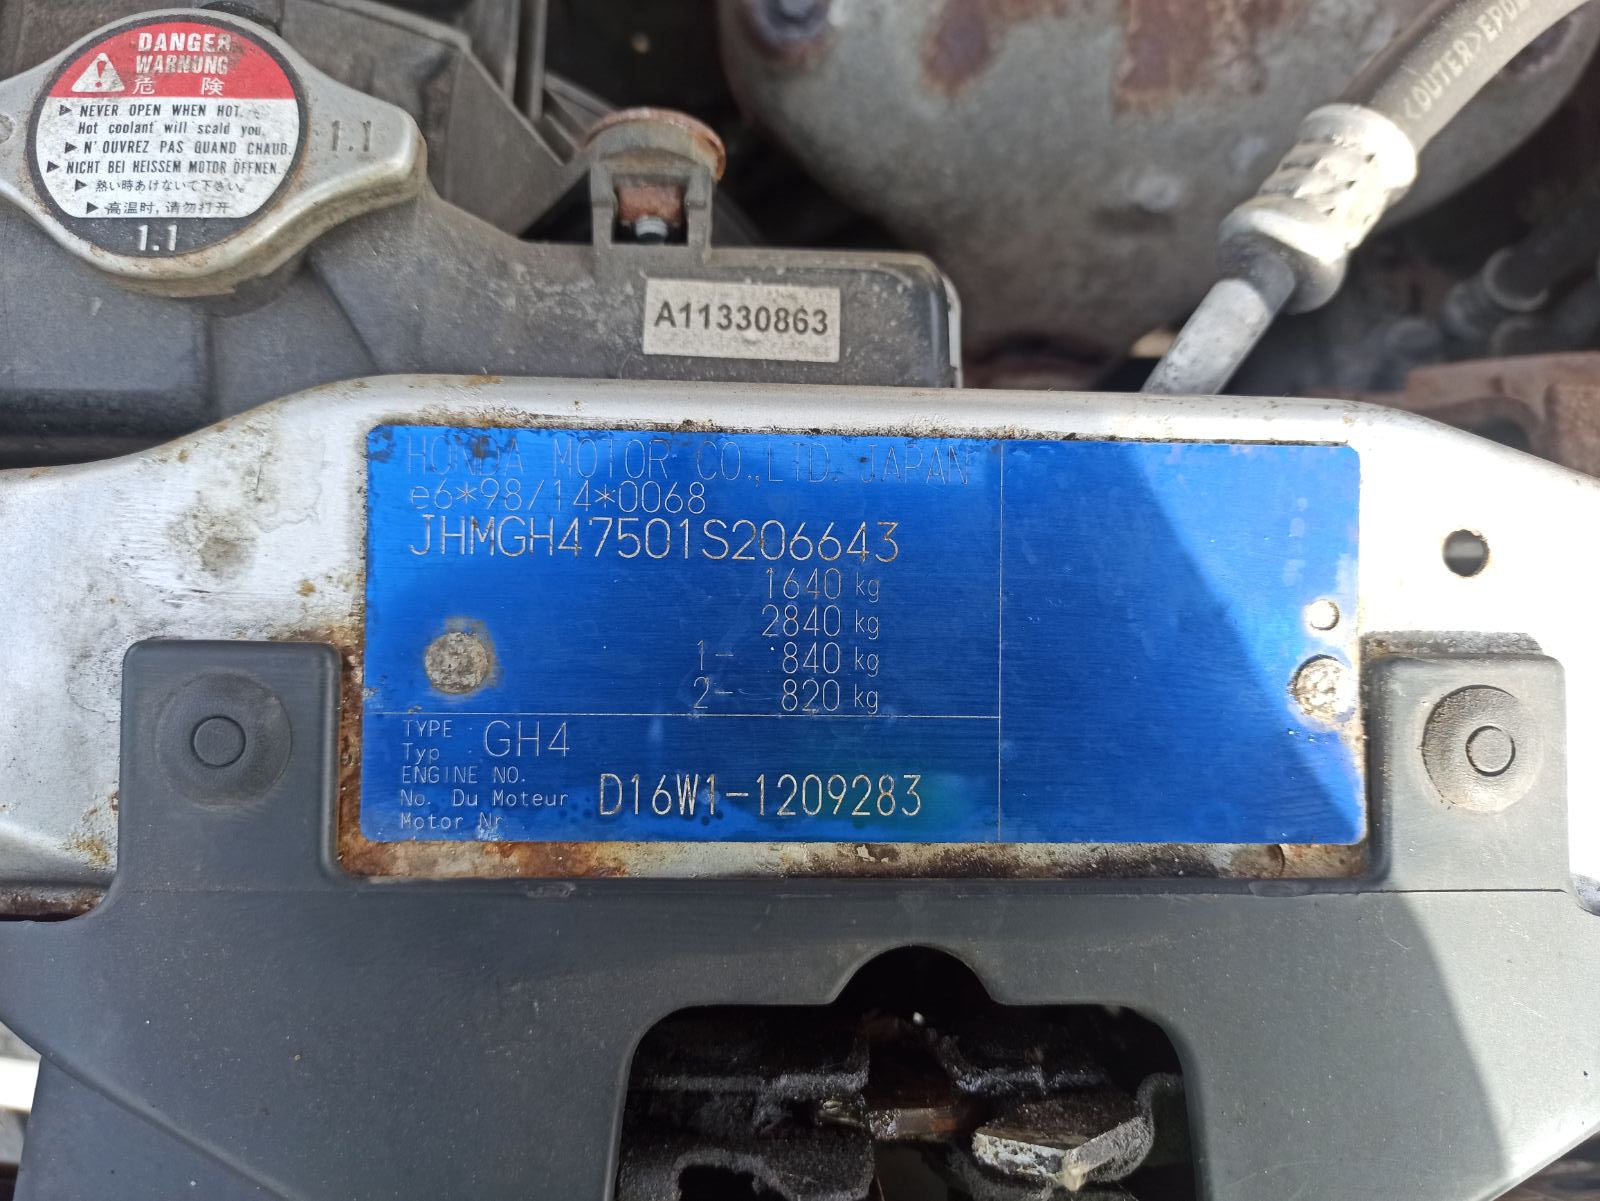 DANGER
WARNUNG
危険
▶ NEVER OPEN WHEN HOT.
Hot coolant will scald you.
▶ N'OUVREZ PAS QUAND CHAUD.
▶ NICHT BEI HEISSEM MOTOR ÖFFNEN.
▶ 熱い時あけないで下さい。
▶ 高温时,请勿打开
1.1
1.1
<OUTER>EPDM
A11330863
HONDA MOTOR CO.,LTD. JAPAN
e6*98/14*0068
JHMGH47501S206643
1640 kg
2840 kg
1- 840 kg
2- 820 kg
TYPE
Typ GH4
ENGINE NO.
No. Du Moteur D16W1-1209283
Motor Nr.